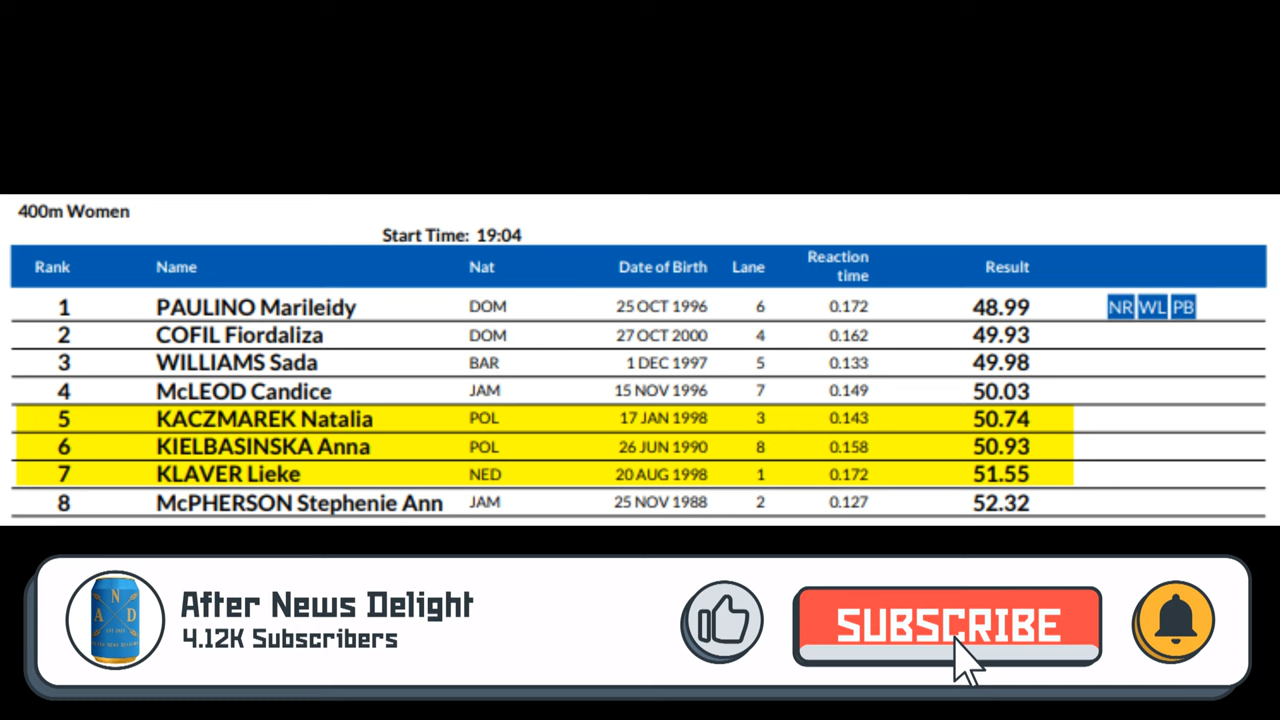 400m Women
Start Time: 19:04
Rank Name Nat Date of Birth Lane Reaction time Result
1 PAULINO Marileidy DOM 25 OCT 1996 6 0.172 48.99 NR WL PB
2 COFIL Fiordaliza DOM 27 OCT 2000 4 0.162 49.93
3 WILLIAMS Sada BAR 1 DEC 1997 5 0.133 49.98
4 McLEOD Candice JAM 15 NOV 1996 7 0.149 50.03
5 KACZMAREK Natalia POL 17 JAN 1998 3 0.143 50.74
6 KIELBASINSKA Anna POL 26 JUN 1990 8 0.158 50.93
7 KLAVER Lieke NED 20 AUG 1998 1 0.172 51.55
8 McPHERSON Stephenie Ann JAM 25 NOV 1988 2 0.127 52.32
N
A D
After News Delight
4.12K Subscribers
SUBSCRIBE